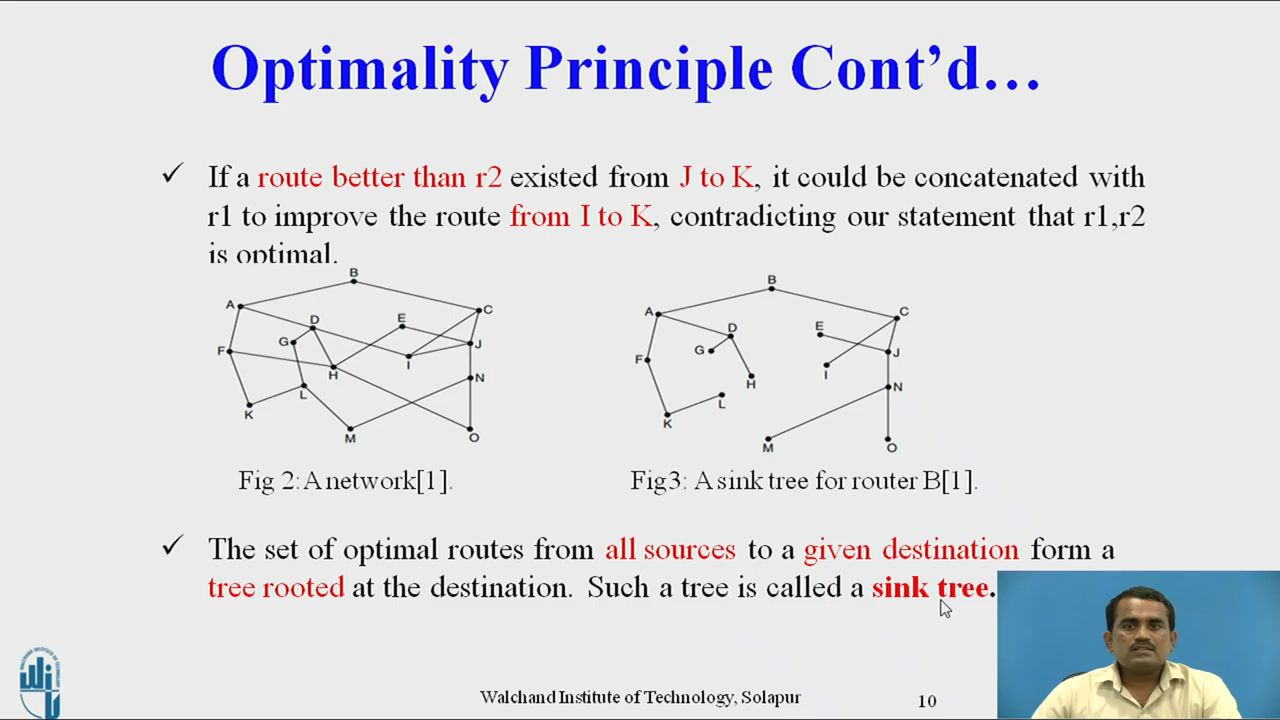 Optimality Principle Cont'd…
✓ If a route better than r2 existed from J to K, it could be concatenated with
r1 to improve the route from I to K, contradicting our statement that r1,r2
is optimal.
B
A
C
D
E
G
J
F
I
H
N
L
K
M
O
Fig 2: A network[1].
B
A
C
D
E
G
J
F
I
H
N
L
K
M
O
Fig3: A sink tree for router B[1].
✓ The set of optimal routes from all sources to a given destination form a
tree rooted at the destination. Such a tree is called a sink tree.
Walchand Institute of Technology, Solapur
10